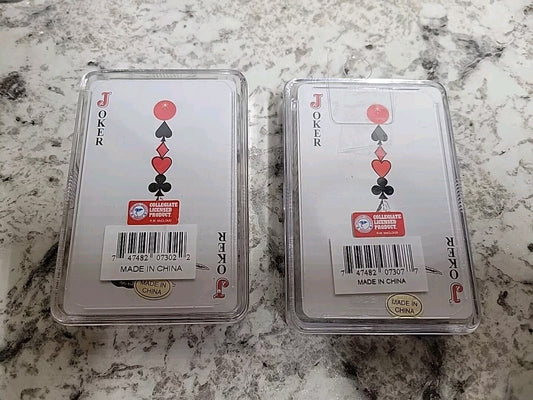 JOKER
COLLEGIATE
LICENSED
PRODUCT
7 47482 07302 2
MADE IN CHINA
MADE IN
CHINA
JOKER
JOKER
COLLEGIATE
LICENSED
PRODUCT
7 47482 07307 7
MADE IN CHINA
MADE IN
CHINA
JOKER